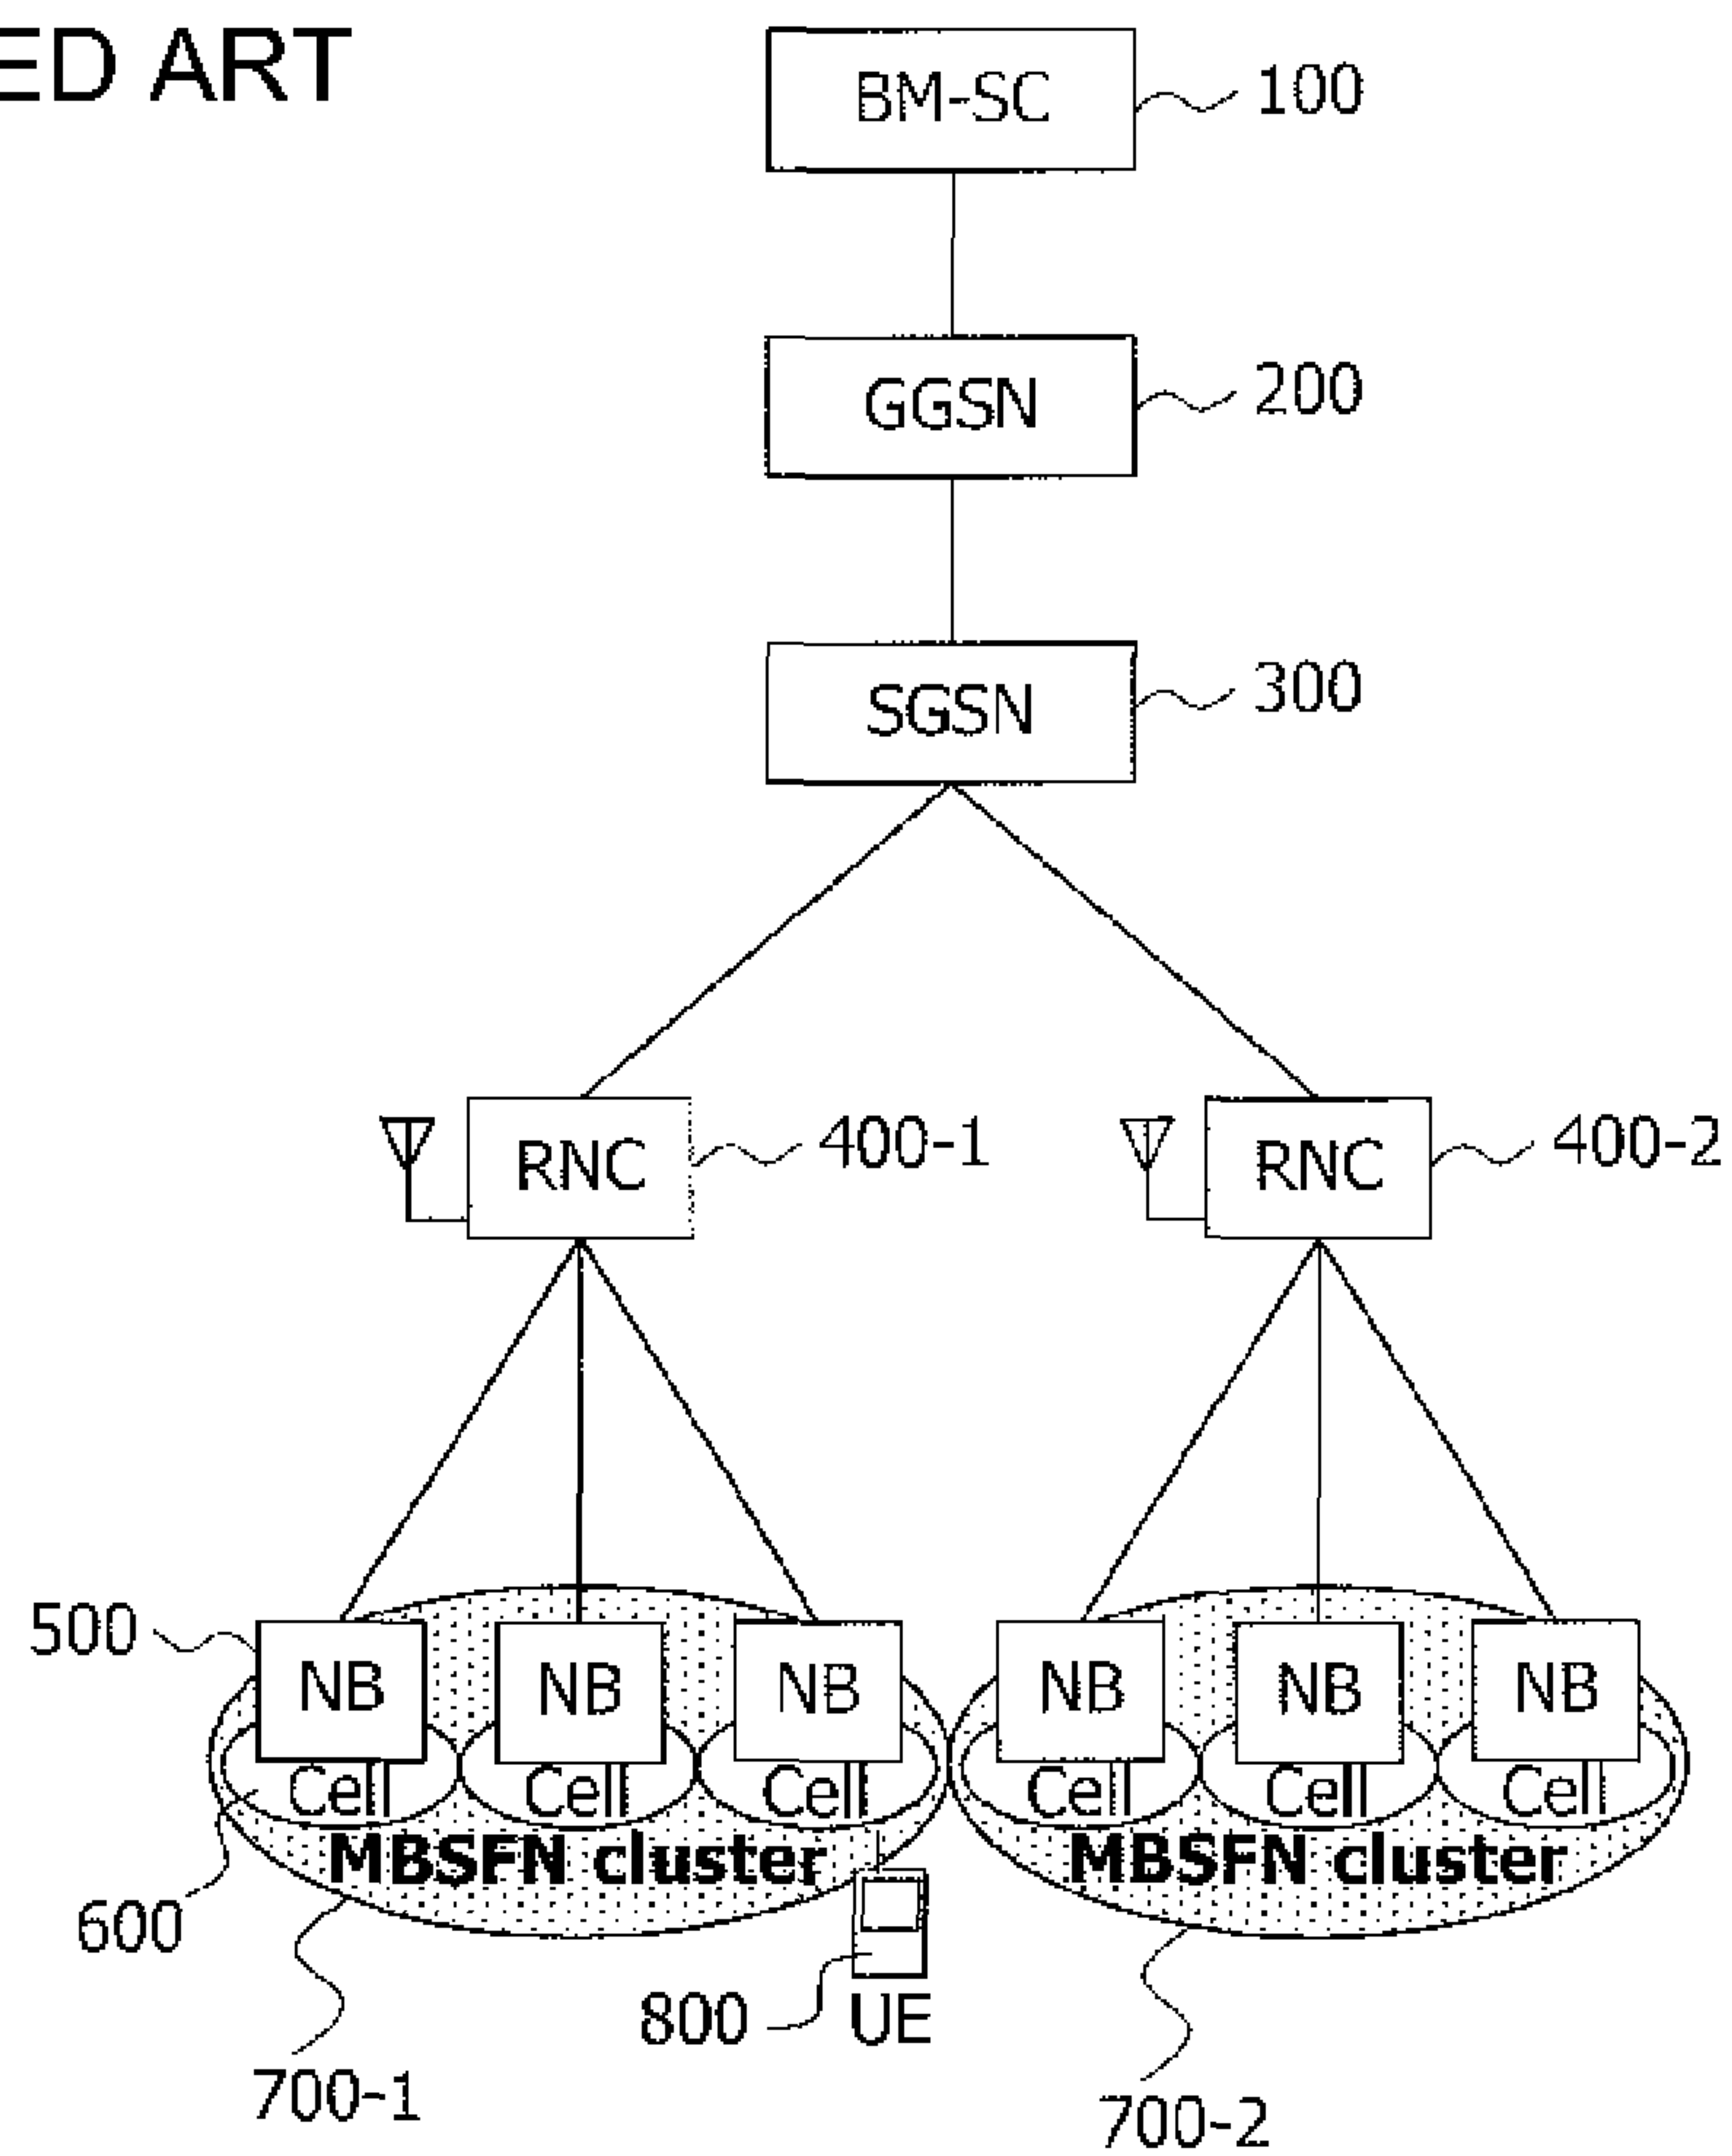 ED ART
BM-SC
100
GGSN
200
SGSN
300
RNC
400-1
RNC
400-2
500
NB
NB
NB
NB
NB
NB
Cell
Cell
Cell
Cell
Cell
Cell
MBSFN cluster
MBSFN cluster
600
800
UE
700-1
700-2